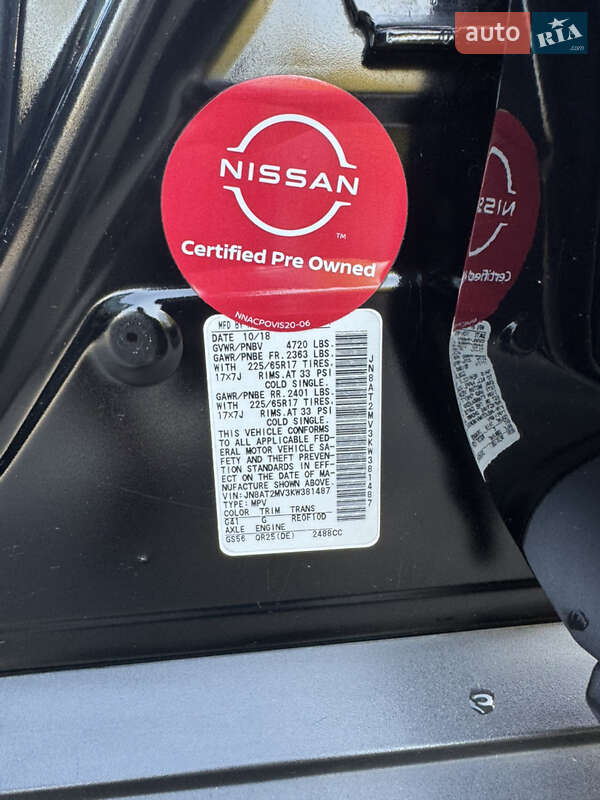 auto RIA .com
NISSAN
TM
Certified Pre Owned
NNACPOVIS20-06
MFD BY
DATE 10/18
GVWR/PNBV 4720 LBS.
GAWR/PNBE FR. 2363 LBS.
WITH 225/65R17 TIRES.
17X7J RIMS. AT 33 PSI
COLD SINGLE.
GAWR/PNBE RR. 2401 LBS.
WITH 225/65R17 TIRES.
17X7J RIMS. AT 33 PSI
COLD SINGLE.
THIS VEHICLE CONFORMS
TO ALL APPLICABLE FED-
ERAL MOTOR VEHICLE SA-
FETY AND THEFT PREVEN-
TION STANDARDS IN EFF-
ECT ON THE DATE OF MA-
NUFACTURE SHOWN ABOVE.
VIN: JN8AT2MV3KW381487
TYPE: MPV
COLOR TRIM TRANS
G41 G RE0F10D
AXLE ENGINE
GS56 QR25(DE) 2488CC
JN8AT2MV3KW381487